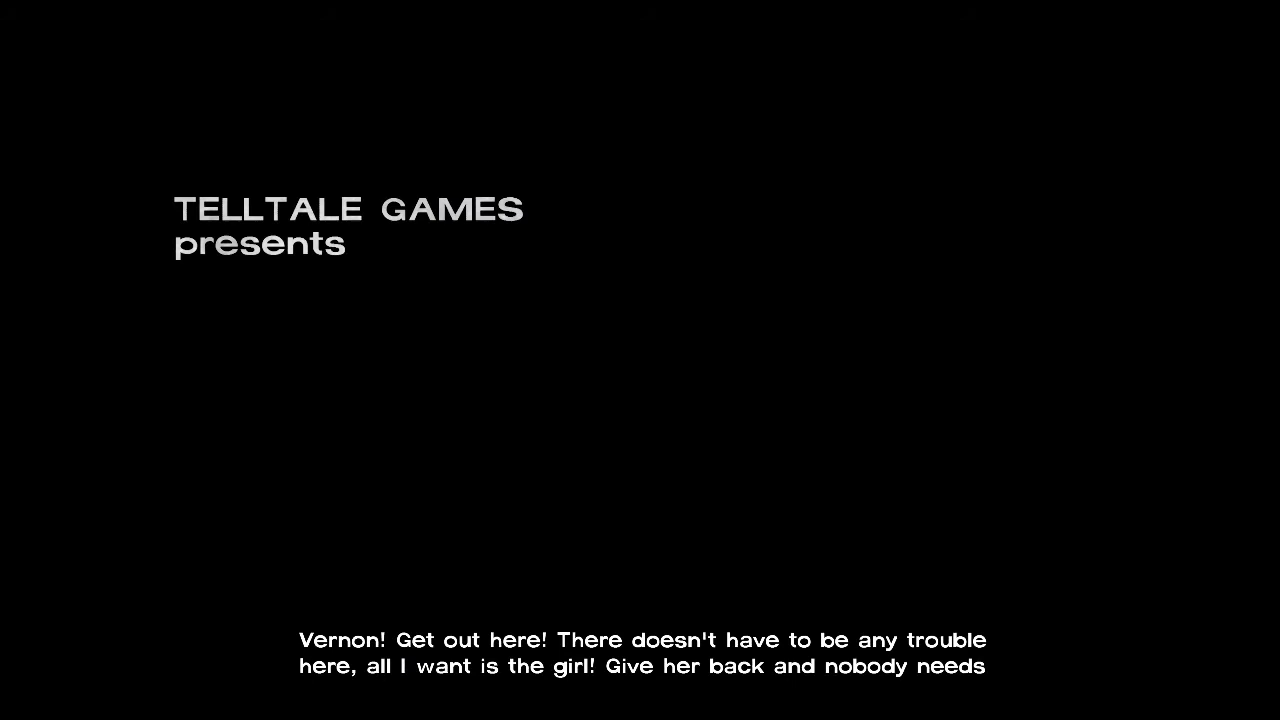 TELLTALE GAMES
presents
Vernon! Get out here! There doesn't have to be any trouble
here, all I want is the girl! Give her back and nobody needs